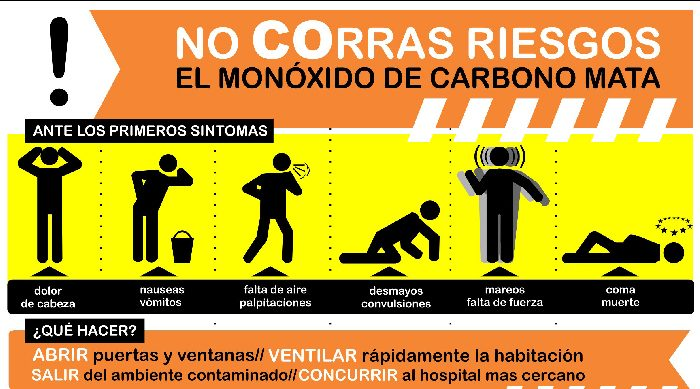 !
NO CORRAS RIESGOS
EL MONÓXIDO DE CARBONO MATA
ANTE LOS PRIMEROS SINTOMAS
dolor
de cabeza
nauseas
vómitos
falta de aire
palpitaciones
desmayos
convulsiones
mareos
falta de fuerza
coma
muerte
¿QUÉ HACER?
ABRIR puertas y ventanas// VENTILAR rápidamente la habitación
SALIR del ambiente contaminado//CONCURRIR al hospital mas cercano